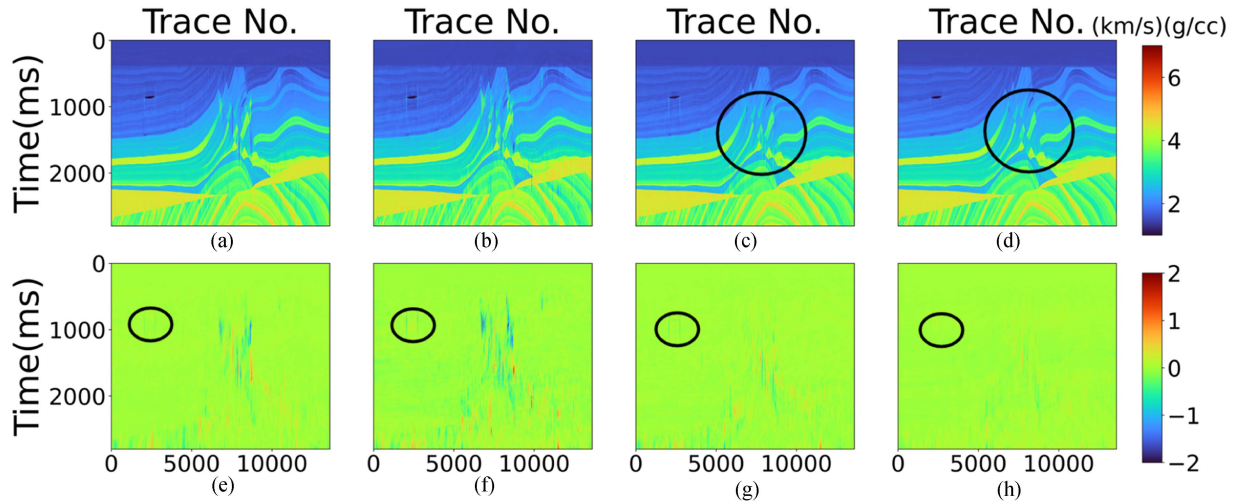 Trace No. Trace No. Trace No. Trace No. (km/s)(g/cc)
Time(ms)
0
1000
2000
6
4
2
(a) (b) (c) (d)
Time(ms)
0
1000
2000
2
1
0
−1
−2
0 5000 10000 0 5000 10000 0 5000 10000 0 5000 10000
(e) (f) (g) (h)